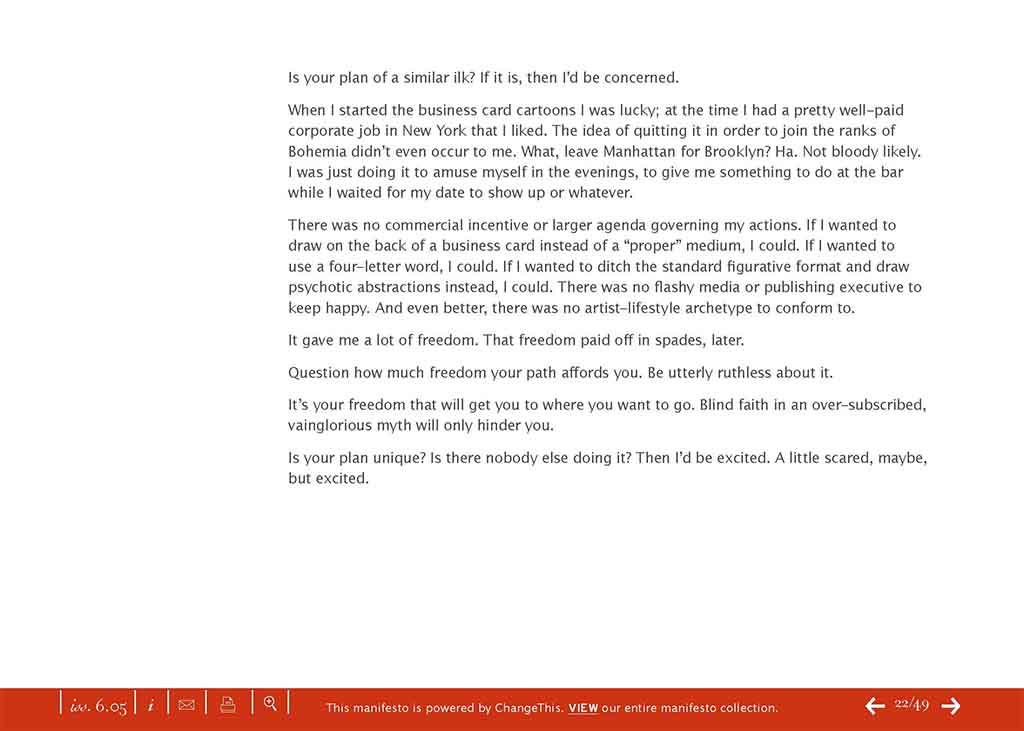 Is your plan of a similar ilk? If it is, then I’d be concerned.
When I started the business card cartoons I was lucky; at the time I had a pretty well–paid
corporate job in New York that I liked. The idea of quitting it in order to join the ranks of
Bohemia didn’t even occur to me. What, leave Manhattan for Brooklyn? Ha. Not bloody likely.
I was just doing it to amuse myself in the evenings, to give me something to do at the bar
while I waited for my date to show up or whatever.
There was no commercial incentive or larger agenda governing my actions. If I wanted to
draw on the back of a business card instead of a “proper” medium, I could. If I wanted to
use a four–letter word, I could. If I wanted to ditch the standard figurative format and draw
psychotic abstractions instead, I could. There was no flashy media or publishing executive to
keep happy. And even better, there was no artist–lifestyle archetype to conform to.
It gave me a lot of freedom. That freedom paid off in spades, later.
Question how much freedom your path affords you. Be utterly ruthless about it.
It’s your freedom that will get you to where you want to go. Blind faith in an over–subscribed,
vainglorious myth will only hinder you.
Is your plan unique? Is there nobody else doing it? Then I’d be excited. A little scared, maybe,
but excited.
iss. 6.05 i This manifesto is powered by ChangeThis. VIEW our entire manifesto collection. 22/49